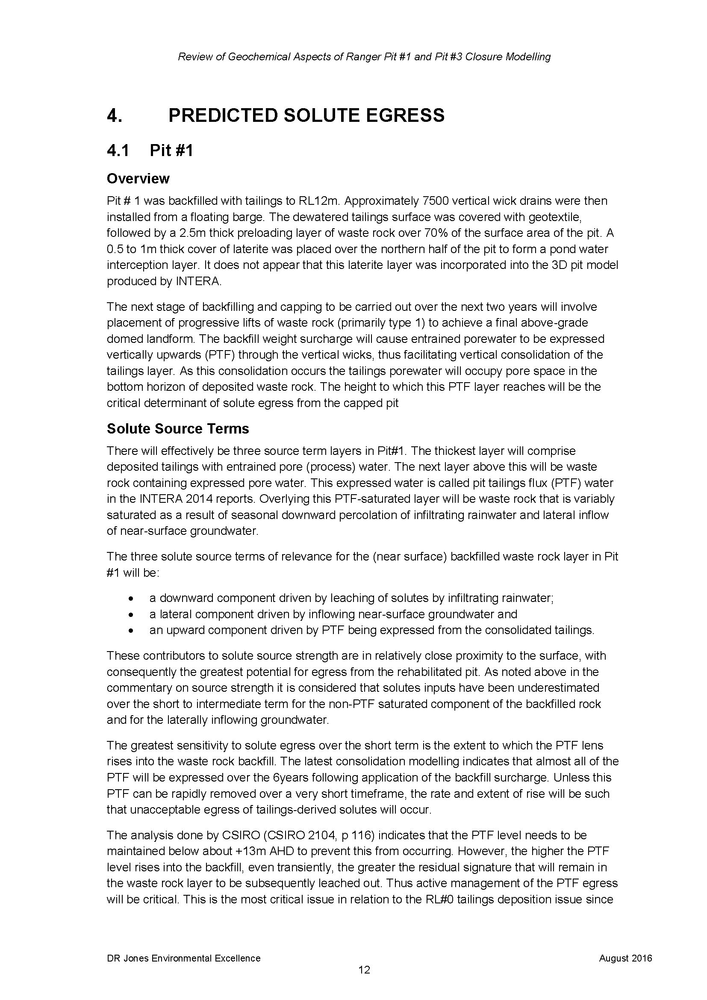 Review of Geochemical Aspects of Ranger Pit #1 and Pit #3 Closure Modelling
4. PREDICTED SOLUTE EGRESS
4.1 Pit #1
Overview
Pit # 1 was backfilled with tailings to RL12m. Approximately 7500 vertical wick drains were then
installed from a floating barge. The dewatered tailings surface was covered with geotextile,
followed by a 2.5m thick preloading layer of waste rock over 70% of the surface area of the pit. A
0.5 to 1m thick cover of laterite was placed over the northern half of the pit to form a pond water
interception layer. It does not appear that this laterite layer was incorporated into the 3D pit model
produced by INTERA.
The next stage of backfilling and capping to be carried out over the next two years will involve
placement of progressive lifts of waste rock (primarily type 1) to achieve a final above-grade
domed landform. The backfill weight surcharge will cause entrained porewater to be expressed
vertically upwards (PTF) through the vertical wicks, thus facilitating vertical consolidation of the
tailings layer. As this consolidation occurs the tailings porewater will occupy pore space in the
bottom horizon of deposited waste rock. The height to which this PTF layer reaches will be the
critical determinant of solute egress from the capped pit
Solute Source Terms
There will effectively be three source term layers in Pit#1. The thickest layer will comprise
deposited tailings with entrained pore (process) water. The next layer above this will be waste
rock containing expressed pore water. This expressed water is called pit tailings flux (PTF) water
in the INTERA 2014 reports. Overlying this PTF-saturated layer will be waste rock that is variably
saturated as a result of seasonal downward percolation of infiltrating rainwater and lateral inflow
of near-surface groundwater.
The three solute source terms of relevance for the (near surface) backfilled waste rock layer in Pit
#1 will be:
• a downward component driven by leaching of solutes by infiltrating rainwater;
• a lateral component driven by inflowing near-surface groundwater and
• an upward component driven by PTF being expressed from the consolidated tailings.
These contributors to solute source strength are in relatively close proximity to the surface, with
consequently the greatest potential for egress from the rehabilitated pit. As noted above in the
commentary on source strength it is considered that solutes inputs have been underestimated
over the short to intermediate term for the non-PTF saturated component of the backfilled rock
and for the laterally inflowing groundwater.
The greatest sensitivity to solute egress over the short term is the extent to which the PTF lens
rises into the waste rock backfill. The latest consolidation modelling indicates that almost all of the
PTF will be expressed over the 6years following application of the backfill surcharge. Unless this
PTF can be rapidly removed over a very short timeframe, the rate and extent of rise will be such
that unacceptable egress of tailings-derived solutes will occur.
The analysis done by CSIRO (CSIRO 2104, p 116) indicates that the PTF level needs to be
maintained below about +13m AHD to prevent this from occurring. However, the higher the PTF
level rises into the backfill, even transiently, the greater the residual signature that will remain in
the waste rock layer to be subsequently leached out. Thus active management of the PTF egress
will be critical. This is the most critical issue in relation to the RL#0 tailings deposition issue since
DR Jones Environmental Excellence August 2016
12